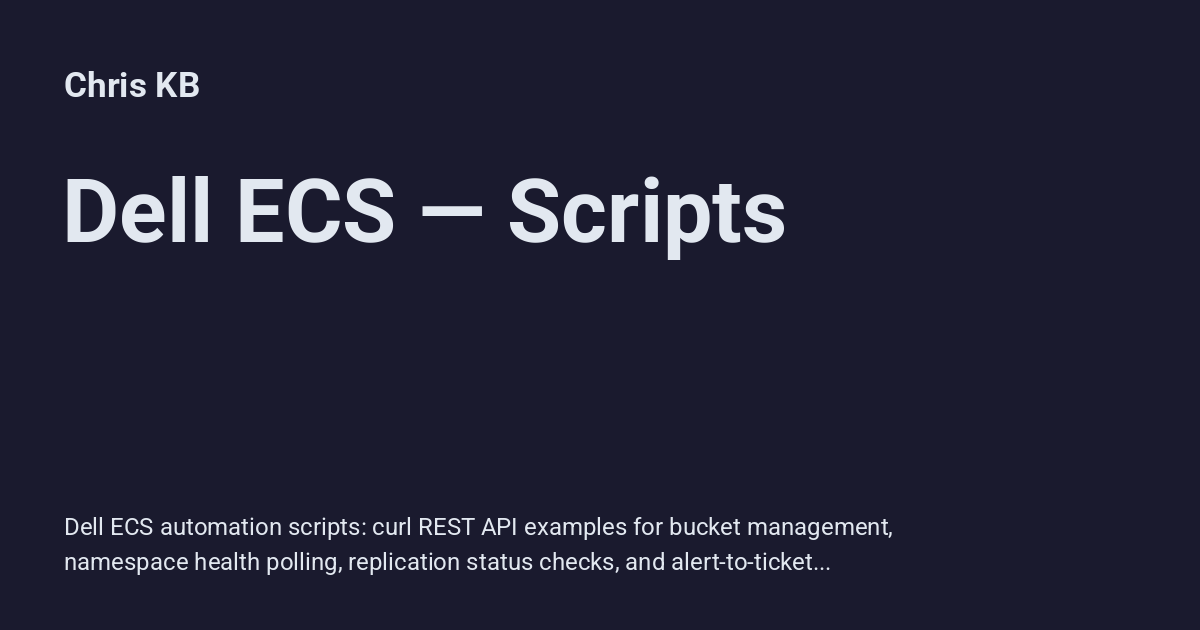 Chris KB
Dell ECS — Scripts
Dell ECS automation scripts: curl REST API examples for bucket management,
namespace health polling, replication status checks, and alert-to-ticket...